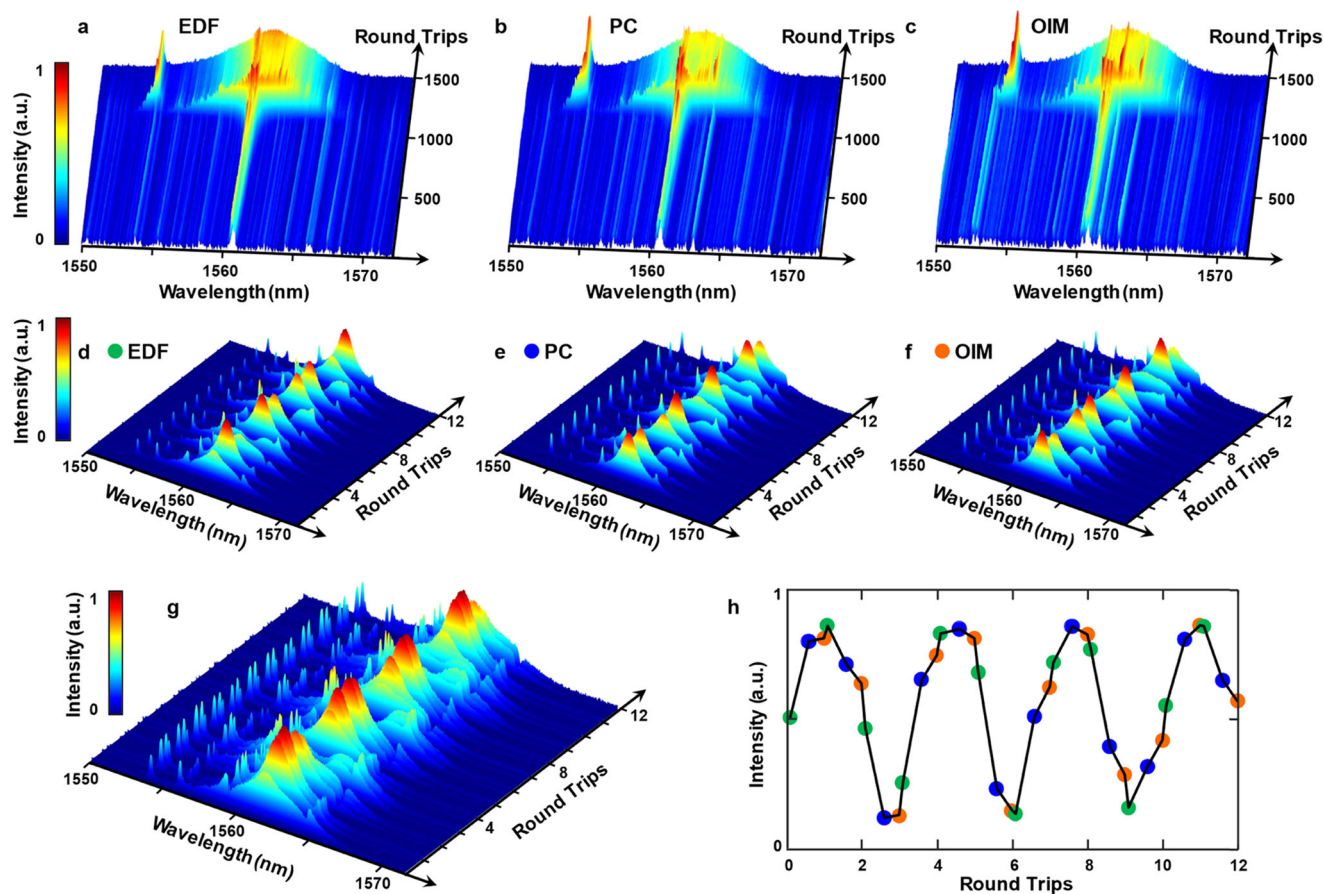 a EDF Round Trips
b PC Round Trips
c OIM Round Trips
Intensity (a.u.)
1
0
1500
1000
500
1550 1560 1570
Wavelength (nm)
1500
1000
500
1550 1560 1570
Wavelength (nm)
1500
1000
500
1550 1560 1570
Wavelength (nm)
Intensity (a.u.)
1
0
d EDF
1550 1560 1570
Wavelength (nm)
4 8 12
Round Trips
e PC
1550 1560 1570
Wavelength (nm)
4 8 12
Round Trips
f OIM
1550 1560 1570
Wavelength (nm)
4 8 12
Round Trips
Intensity (a.u.)
1
0
g
1550 1560 1570
Wavelength (nm)
4 8 12
Round Trips
h
Intensity (a.u.)
1
0
0 2 4 6 8 10 12
Round Trips